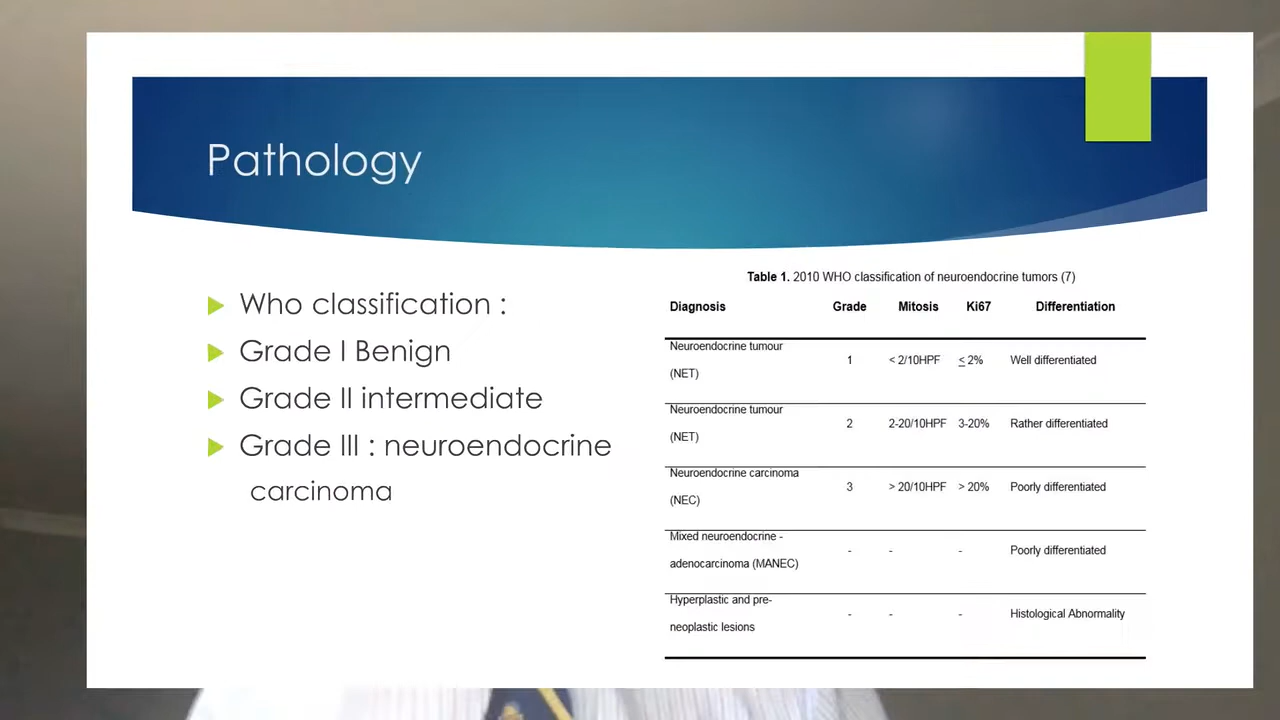 Pathology
Who classification :
Grade I Benign
Grade II intermediate
Grade III : neuroendocrine
carcinoma
Table 1. 2010 WHO classification of neuroendocrine tumors (7)
Diagnosis Grade Mitosis Ki67 Differentiation
Neuroendocrine tumour
(NET)
1 < 2/10HPF ≤ 2% Well differentiated
Neuroendocrine tumour
(NET)
2 2-20/10HPF 3-20% Rather differentiated
Neuroendocrine carcinoma
(NEC)
3 > 20/10HPF > 20% Poorly differentiated
Mixed neuroendocrine -
adenocarcinoma (MANEC)
- - - Poorly differentiated
Hyperplastic and pre-
neoplastic lesions
- - - Histological Abnormality